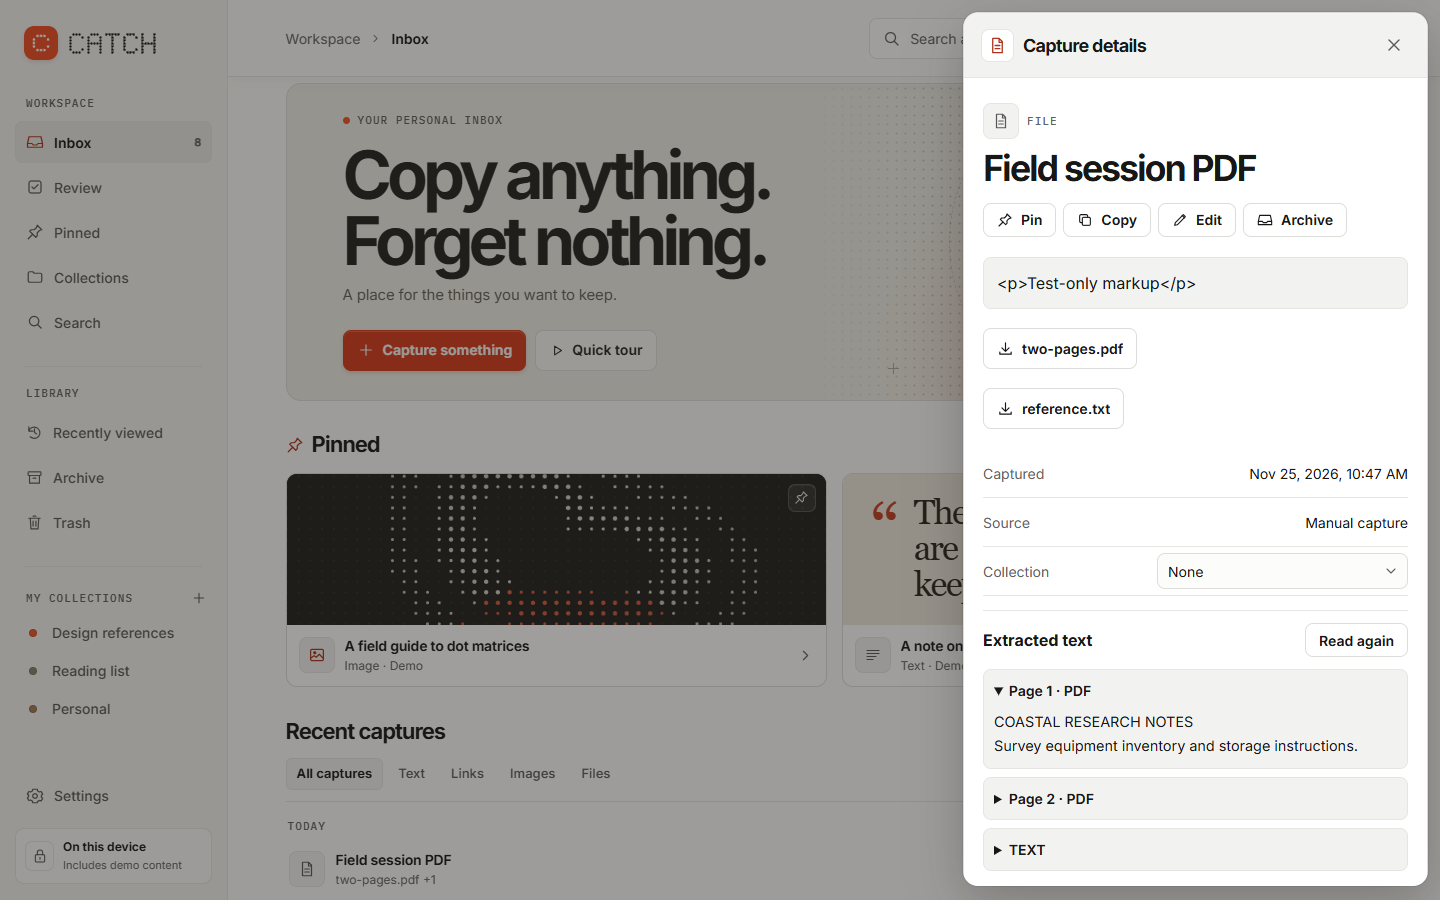 CATCH
WORKSPACE
Inbox 8
Review
Pinned
Collections
Search
LIBRARY
Recently viewed
Archive
Trash
MY COLLECTIONS
Design references
Reading list
Personal
Settings
On this device
Includes demo content
Workspace > Inbox
Search
YOUR PERSONAL INBOX
Copy anything.
Forget nothing.
A place for the things you want to keep.
Capture something
Quick tour
Pinned
A field guide to dot matrices
Image · Demo
“ The
are
keep
A note on
Text · Demo
Recent captures
All captures Text Links Images Files
TODAY
Field session PDF
two-pages.pdf +1
Capture details
FILE
Field session PDF
Pin Copy Edit Archive
<p>Test-only markup</p>
two-pages.pdf
reference.txt
Captured Nov 25, 2026, 10:47 AM
Source Manual capture
Collection None
Extracted text Read again
Page 1 · PDF
COASTAL RESEARCH NOTES
Survey equipment inventory and storage instructions.
Page 2 · PDF
TEXT